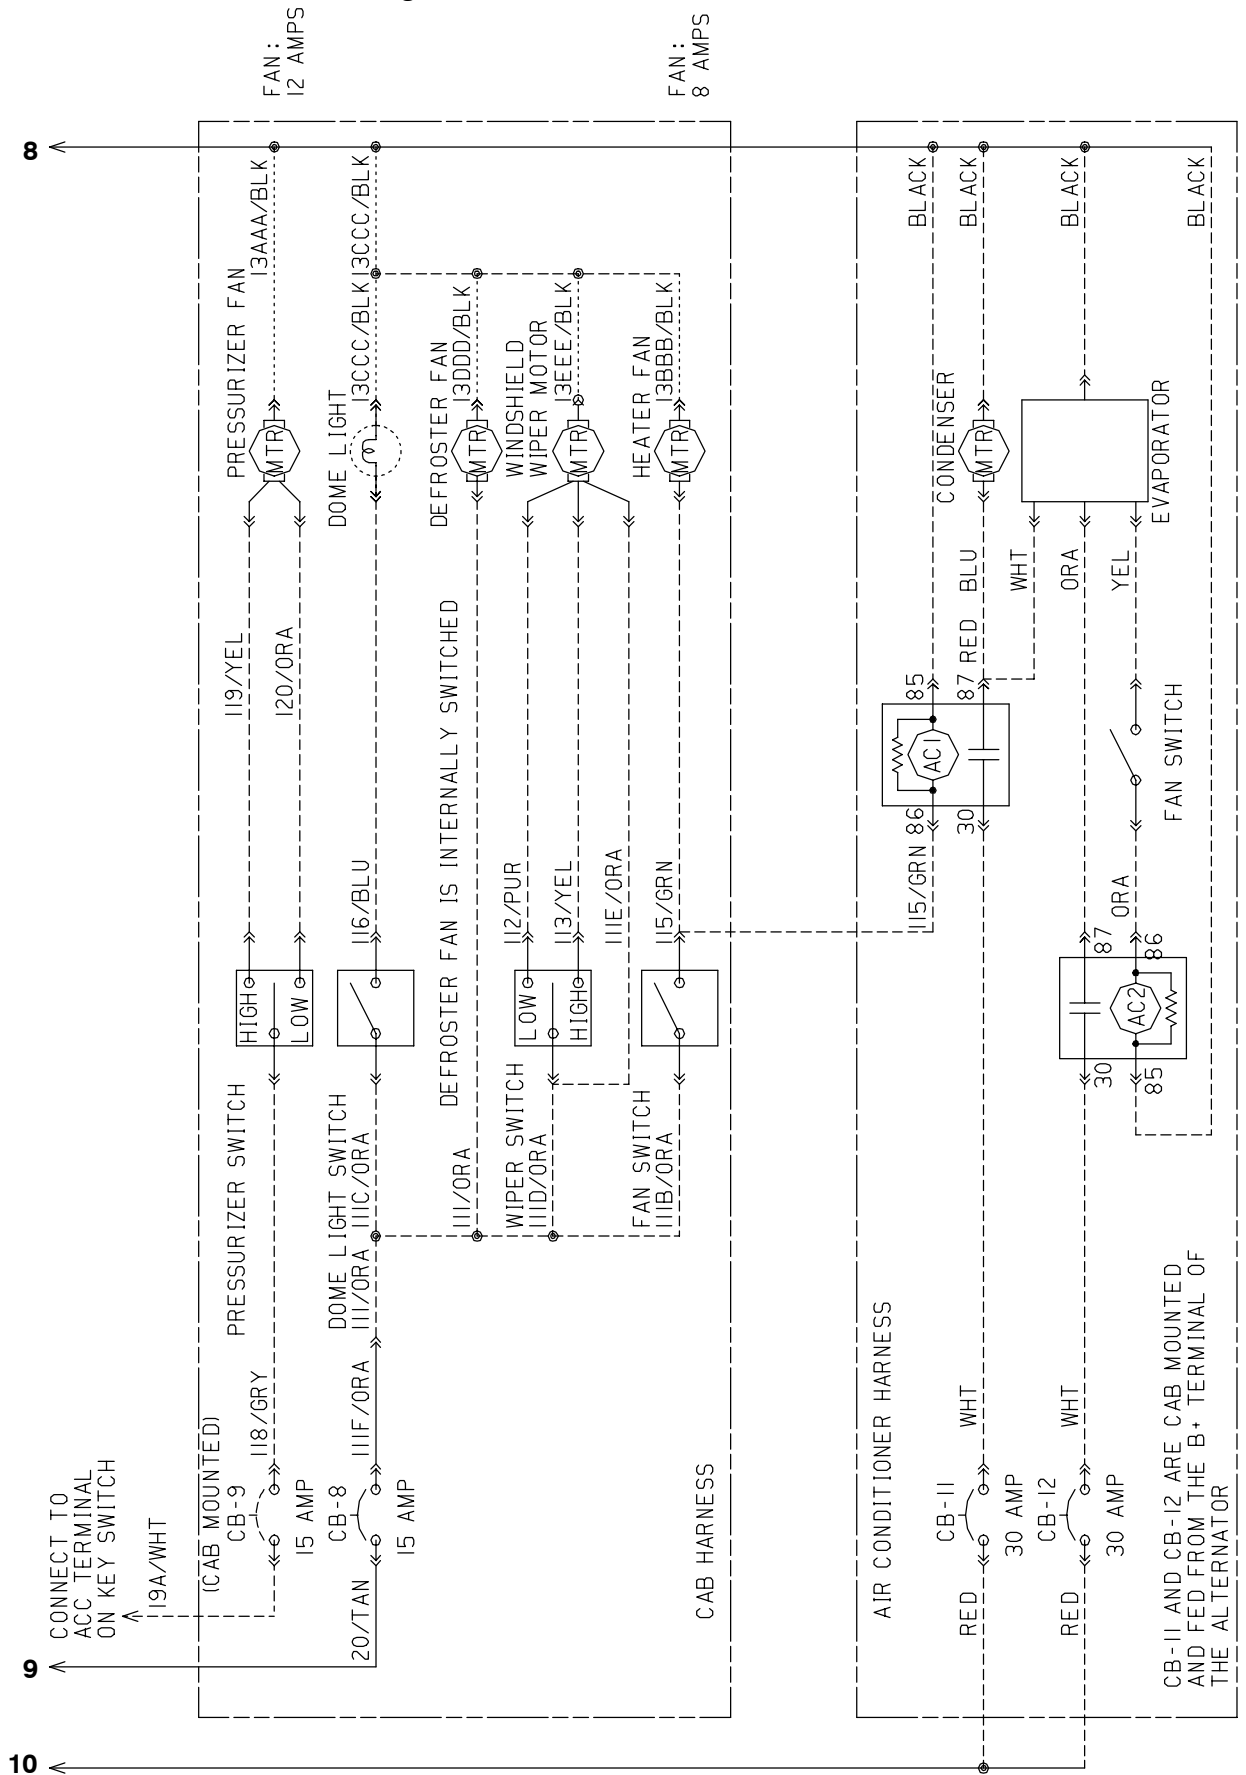 FAN:
12 AMPS
FAN:
8 AMPS
8
13AAA/BLK
13CCC/BLK
BLACK
BLACK
BLACK
BLACK
PRESSURIZER FAN
MTR
DOME LIGHT
13CCC/BLK
DEFROSTER FAN
13DDD/BLK
MTR
WINDSHIELD
WIPER MOTOR
13EEE/BLK
MTR
HEATER FAN
13BBB/BLK
MTR
CONDENSER
MTR
EVAPORATOR
119/YEL
120/ORA
116/BLU
DEFROSTER FAN IS INTERNALLY SWITCHED
112/PUR
113/YEL
111E/ORA
115/GRN
RED
BLU
WHT
ORA
YEL
85
87
AC1
86
30
115/GRN
FAN SWITCH
ORA
87
86
AC2
30
85
HIGH
LOW
LOW
HIGH
PRESSURIZER SWITCH
DOME LIGHT SWITCH
111C/ORA
111/ORA
111/ORA
WIPER SWITCH
111D/ORA
FAN SWITCH
111B/ORA
118/GRY
111F/ORA
(CAB MOUNTED)
CB-9
15 AMP
CB-8
15 AMP
CONNECT TO
ACC TERMINAL
ON KEY SWITCH
19A/WHT
20/TAN
CAB HARNESS
AIR CONDITIONER HARNESS
WHT
WHT
CB-11
30 AMP
CB-12
30 AMP
RED
RED
CB-11 AND CB-12 ARE CAB MOUNTED
AND FED FROM THE B+ TERMINAL OF
THE ALTERNATOR
9
10